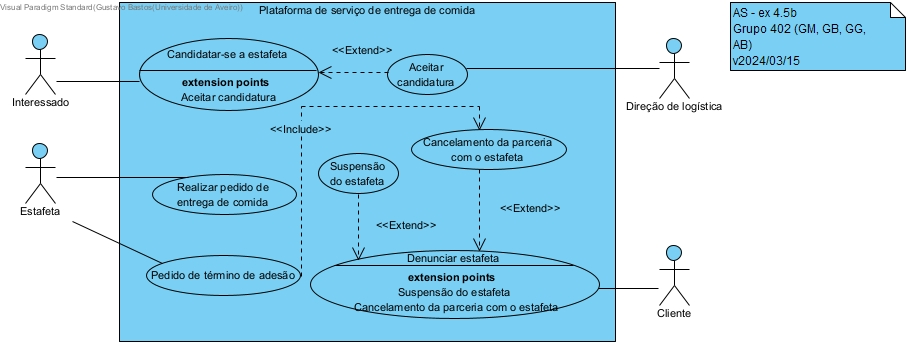 Visual Paradigm Standard(Gustavo Bastos(Universidade de Aveiro))
Plataforma de serviço de entrega de comida
AS - ex 4.5b
Grupo 402 (GM, GB, GG,
AB)
v2024/03/15
Candidatar-se a estafeta
extension points
Aceitar candidatura
<<Extend>>
Aceitar
candidatura
Interessado
Direção de logística
<<Include>>
Cancelamento da parceria
com o estafeta
Suspensão
do estafeta
Realizar pedido de
entrega de comida
Estafeta
<<Extend>>
<<Extend>>
Pedido de término de adesão
Denunciar estafeta
extension points
Suspensão do estafeta
Cancelamento da parceria com o estafeta
Cliente